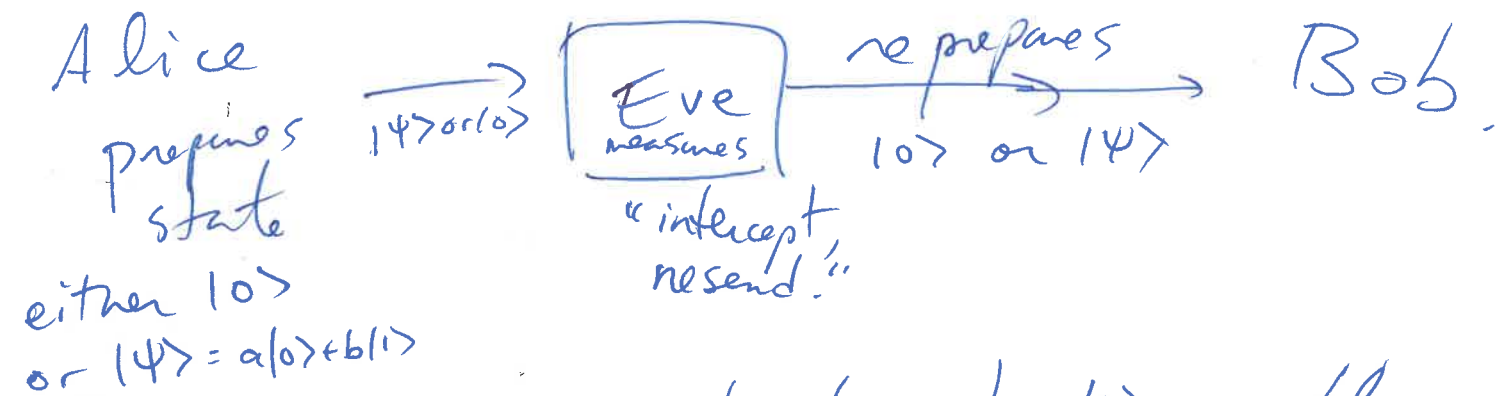 Alice
prepares
state
either |0>
or |ψ> = a|0>+b|1>
|ψ> or |0>
Eve
measures
"intercept,
resend."
reprepares
|0> or |ψ>
Bob.